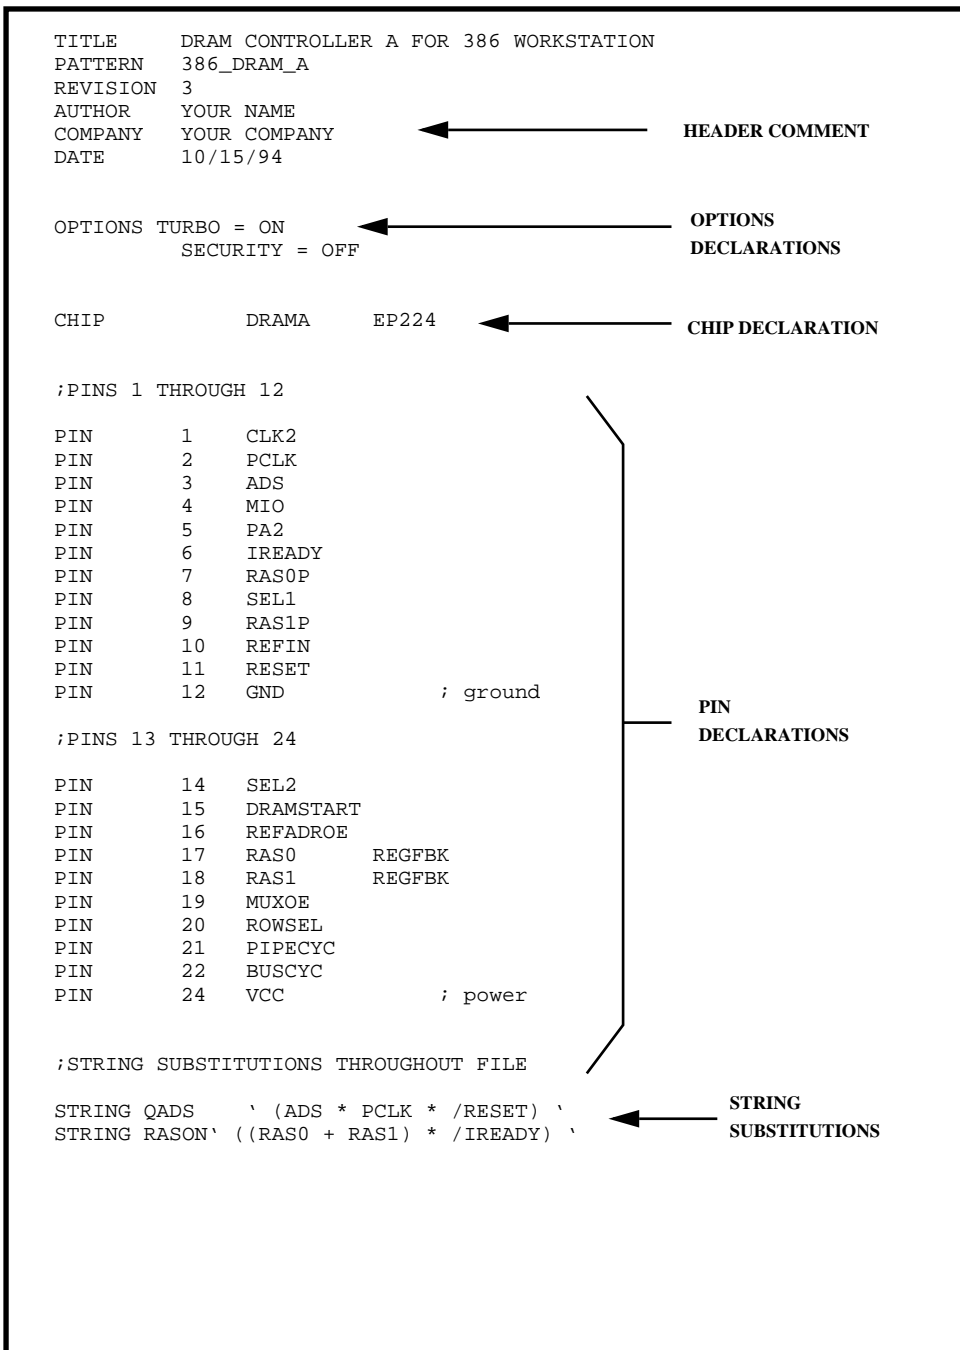 TITLE DRAM CONTROLLER A FOR 386 WORKSTATION
PATTERN 386_DRAM_A
REVISION 3
AUTHOR YOUR NAME
COMPANY YOUR COMPANY
DATE 10/15/94
HEADER COMMENT
OPTIONS TURBO = ON
SECURITY = OFF
OPTIONS
DECLARATIONS
CHIP DRAMA EP224
CHIP DECLARATION
;PINS 1 THROUGH 12
PIN 1 CLK2
PIN 2 PCLK
PIN 3 ADS
PIN 4 MIO
PIN 5 PA2
PIN 6 IREADY
PIN 7 RAS0P
PIN 8 SEL1
PIN 9 RAS1P
PIN 10 REFIN
PIN 11 RESET
PIN 12 GND ; ground
PIN
DECLARATIONS
;PINS 13 THROUGH 24
PIN 14 SEL2
PIN 15 DRAMSTART
PIN 16 REFADROE
PIN 17 RAS0 REGFBK
PIN 18 RAS1 REGFBK
PIN 19 MUXOE
PIN 20 ROWSEL
PIN 21 PIPECYC
PIN 22 BUSCYC
PIN 24 VCC ; power
;STRING SUBSTITUTIONS THROUGHOUT FILE
STRING QADS ‘ (ADS * PCLK * /RESET) ‘
STRING RASON‘ ((RAS0 + RAS1) * /IREADY) ‘
STRING
SUBSTITUTIONS